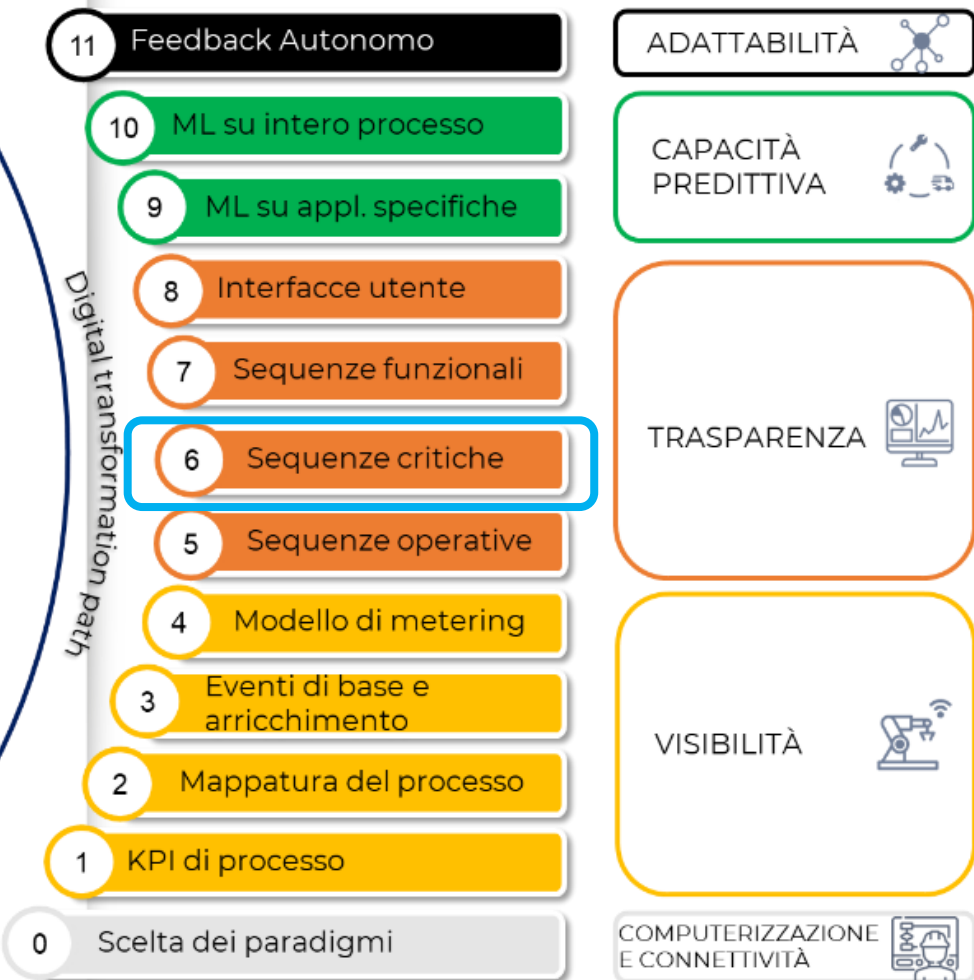 11 Feedback Autonomo
ADATTABILITÀ
10 ML su intero processo
CAPACITÀ
PREDITTIVA
9 ML su appl. specifiche
8 Interfacce utente
7 Sequenze funzionali
6 Sequenze critiche
TRASPARENZA
5 Sequenze operative
4 Modello di metering
3 Eventi di base e
arricchimento
VISIBILITÀ
2 Mappatura del processo
1 KPI di processo
0 Scelta dei paradigmi
COMPUTERIZZAZIONE
E CONNETTIVITÀ
Digital transformation path